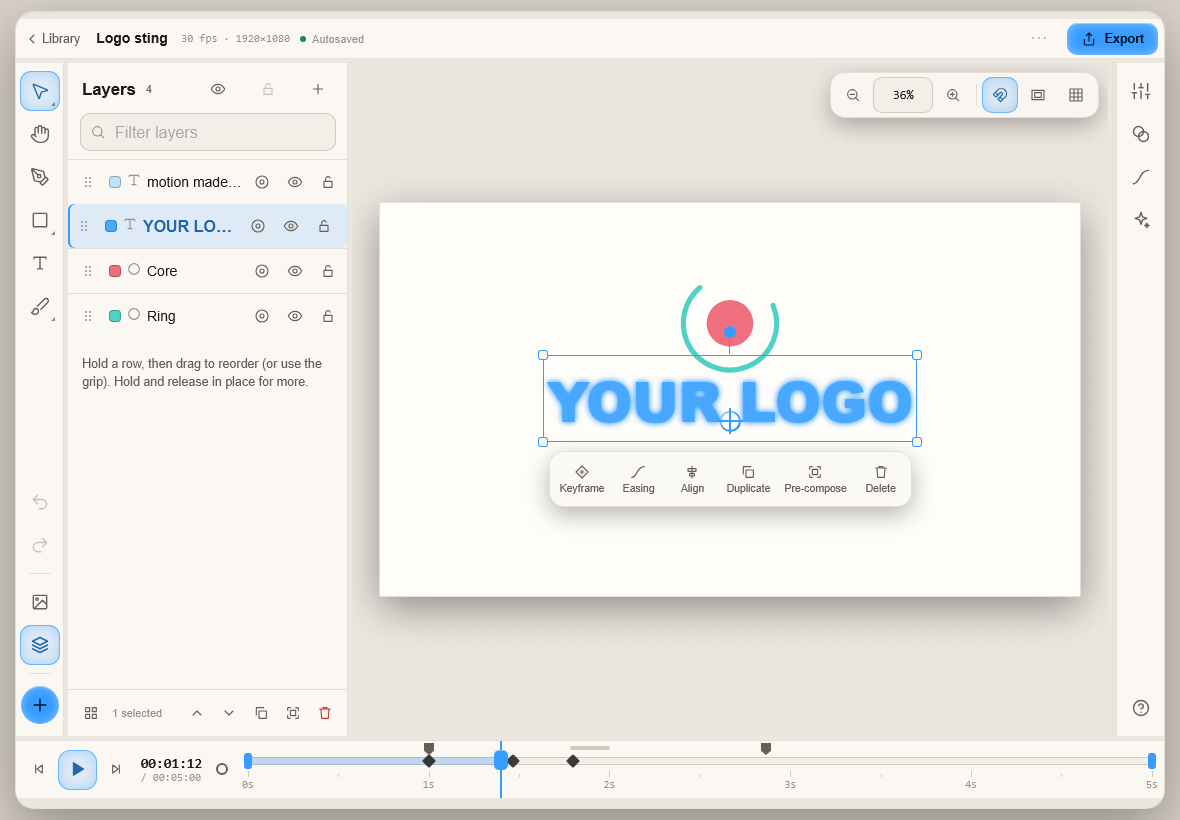 Library
Logo sting
30 fps · 1920×1080
Autosaved
Export
Layers 4
Filter layers
motion made...
YOUR LO...
Core
Ring
Hold a row, then drag to reorder (or use the
grip). Hold and release in place for more.
1 selected
36%
YOUR LOGO
Keyframe
Easing
Align
Duplicate
Pre-compose
Delete
00:01:12
/ 00:05:00
0s
1s
2s
3s
4s
5s